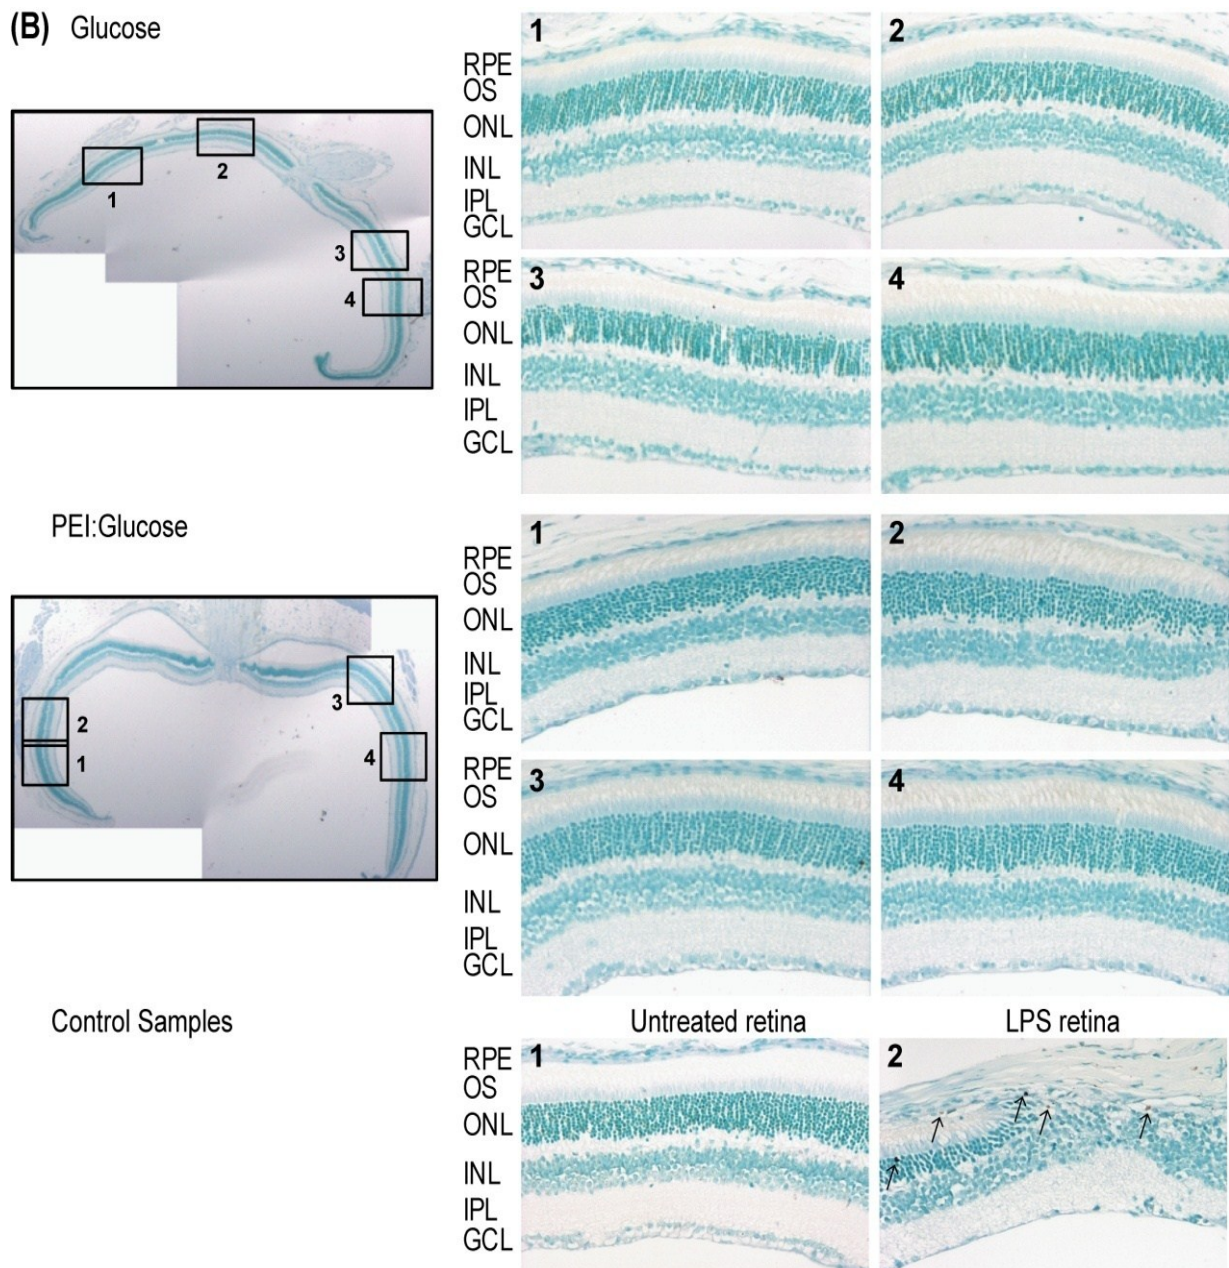 (B) Glucose
1
2
3
4
RPE
OS
ONL
INL
IPL
GCL
1
2
RPE
OS
ONL
INL
IPL
GCL
3
4
PEI:Glucose
2
1
3
4
RPE
OS
ONL
INL
IPL
GCL
1
2
RPE
OS
ONL
INL
IPL
GCL
3
4
Control Samples
Untreated retina
LPS retina
RPE
OS
ONL
INL
IPL
GCL
1
2